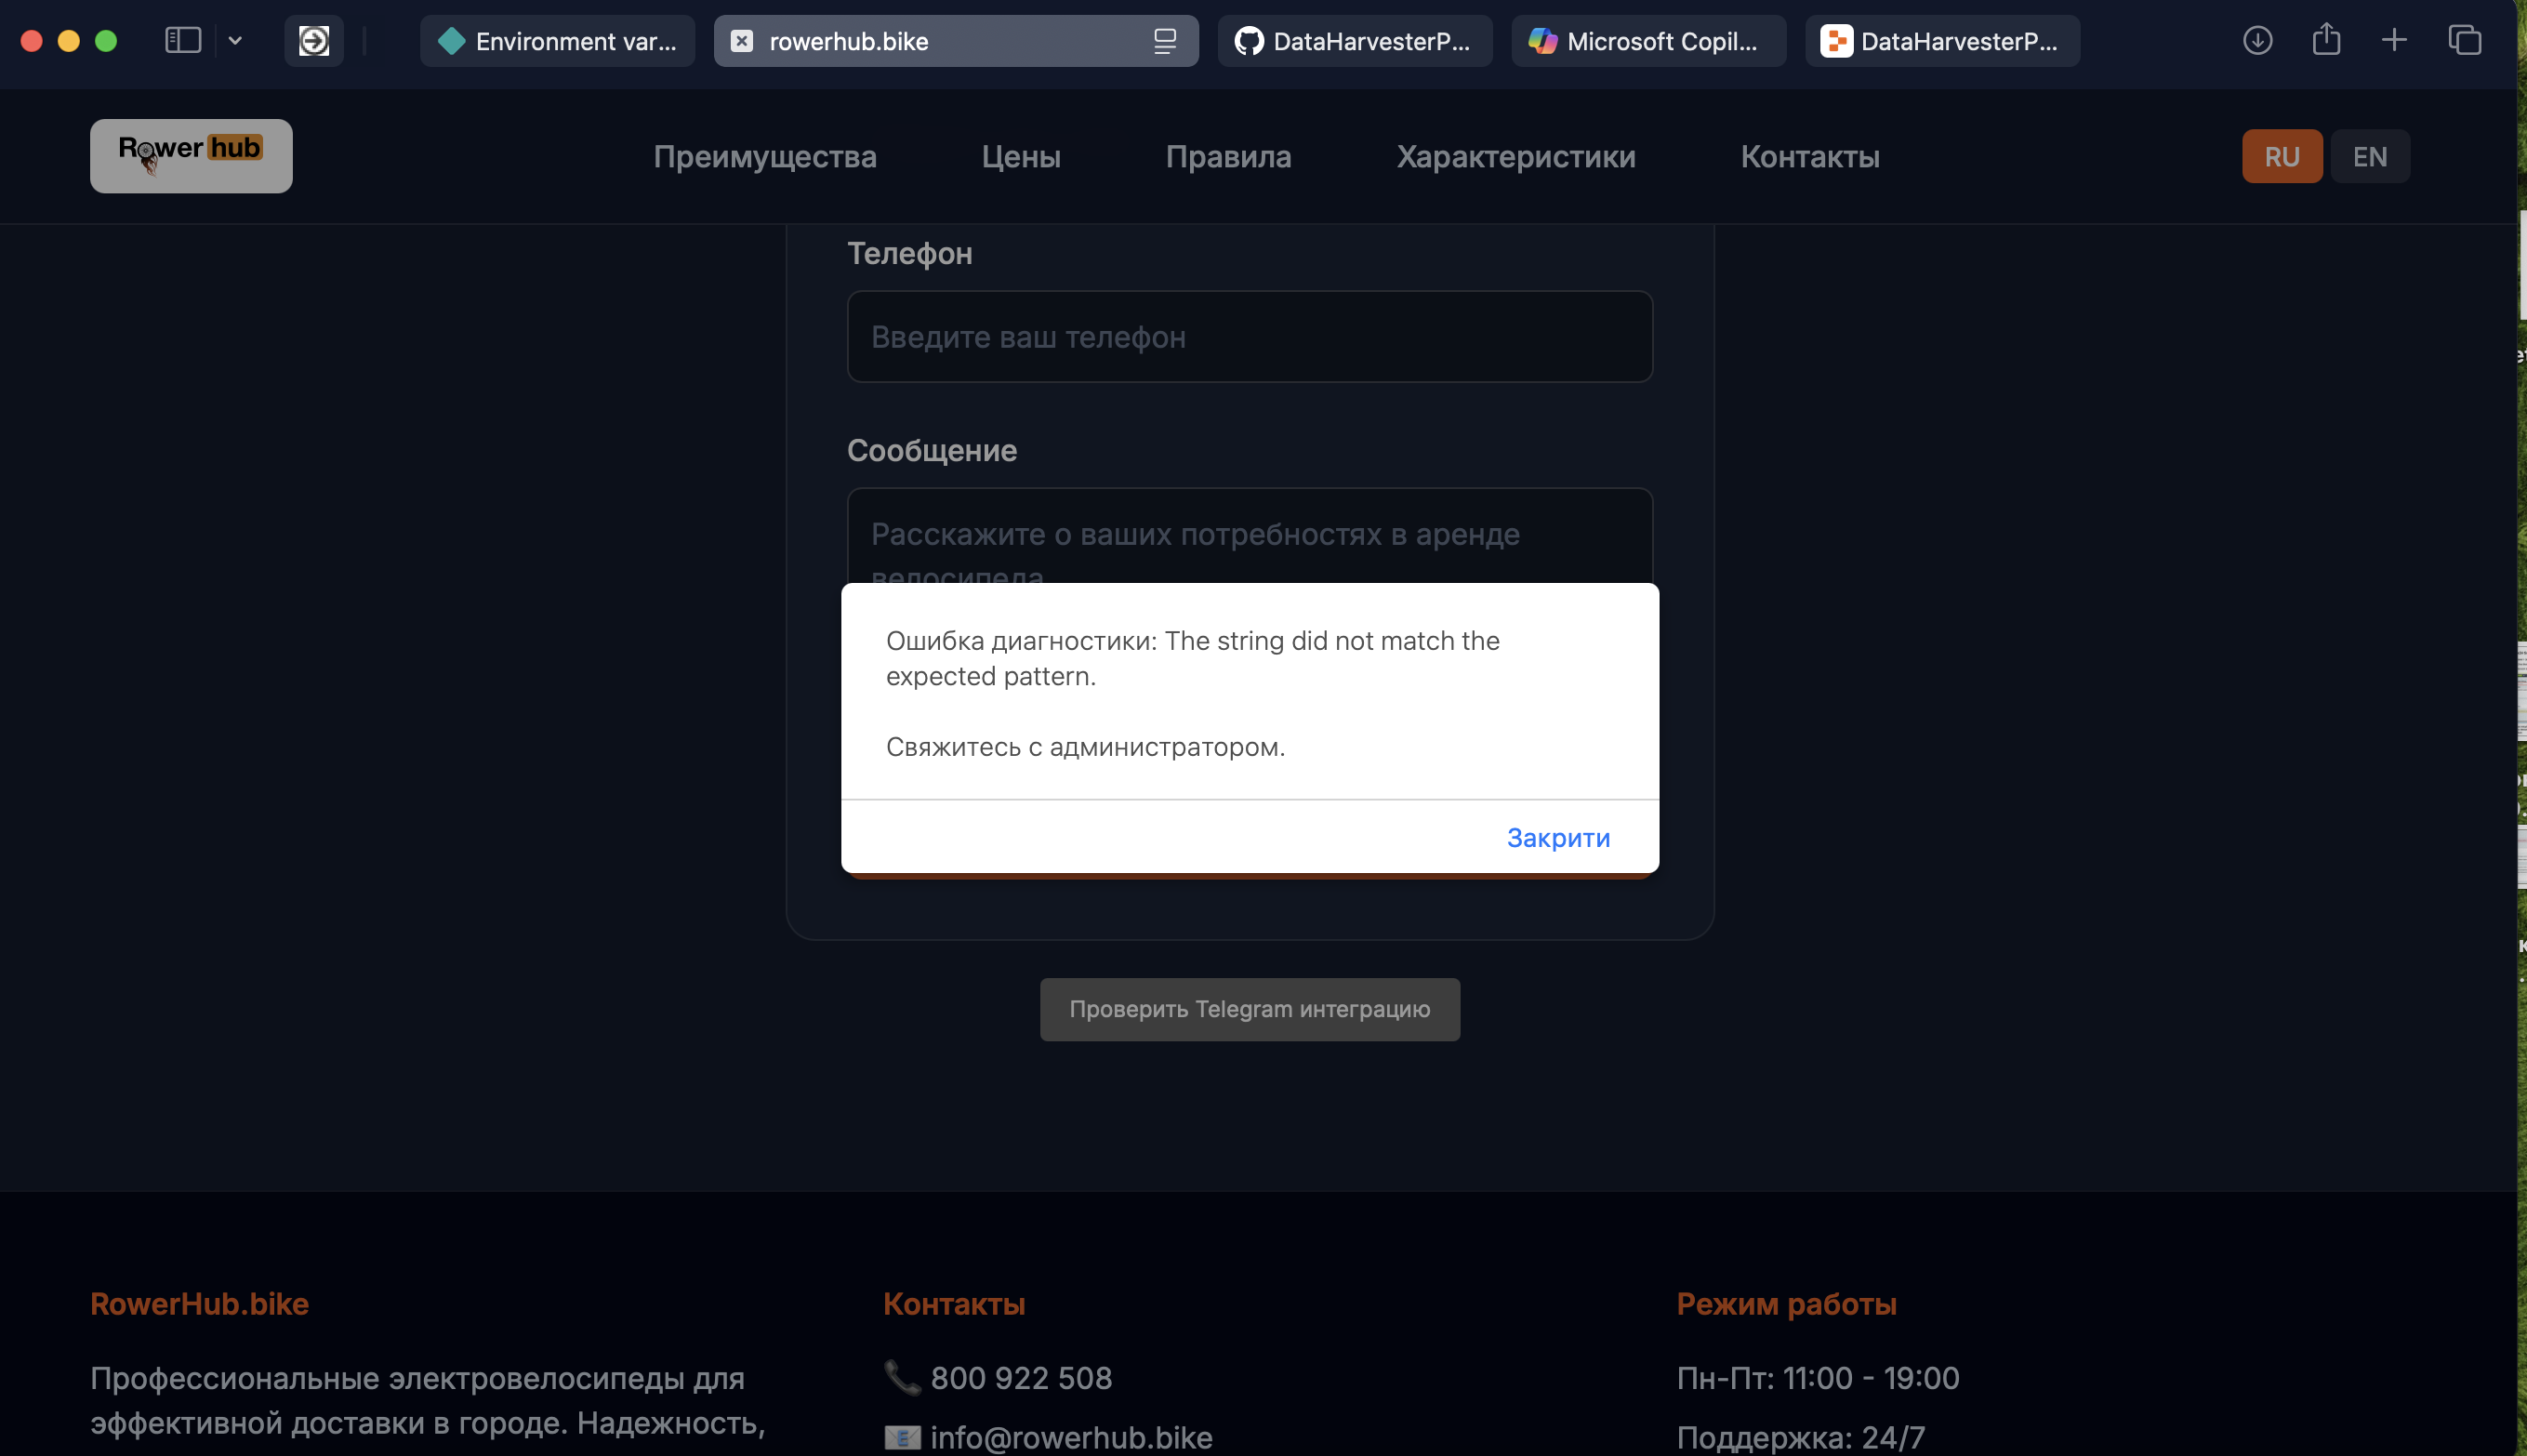 Environment var...
rowerhub.bike
DataHarvesterP...
Microsoft Copil...
DataHarvesterP...
Rower hub
Преимущества
Цены
Правила
Характеристики
Контакты
RU
EN
Телефон
Введите ваш телефон
Сообщение
Расскажите о ваших потребностях в аренде
велосипеда
Ошибка диагностики: The string did not match the
expected pattern.
Свяжитесь с администратором.
Закрити
Проверить Telegram интеграцию
RowerHub.bike
Профессиональные электровелосипеды для
эффективной доставки в городе. Надежность,
Контакты
800 922 508
info@rowerhub.bike
Режим работы
Пн-Пт: 11:00 - 19:00
Поддержка: 24/7